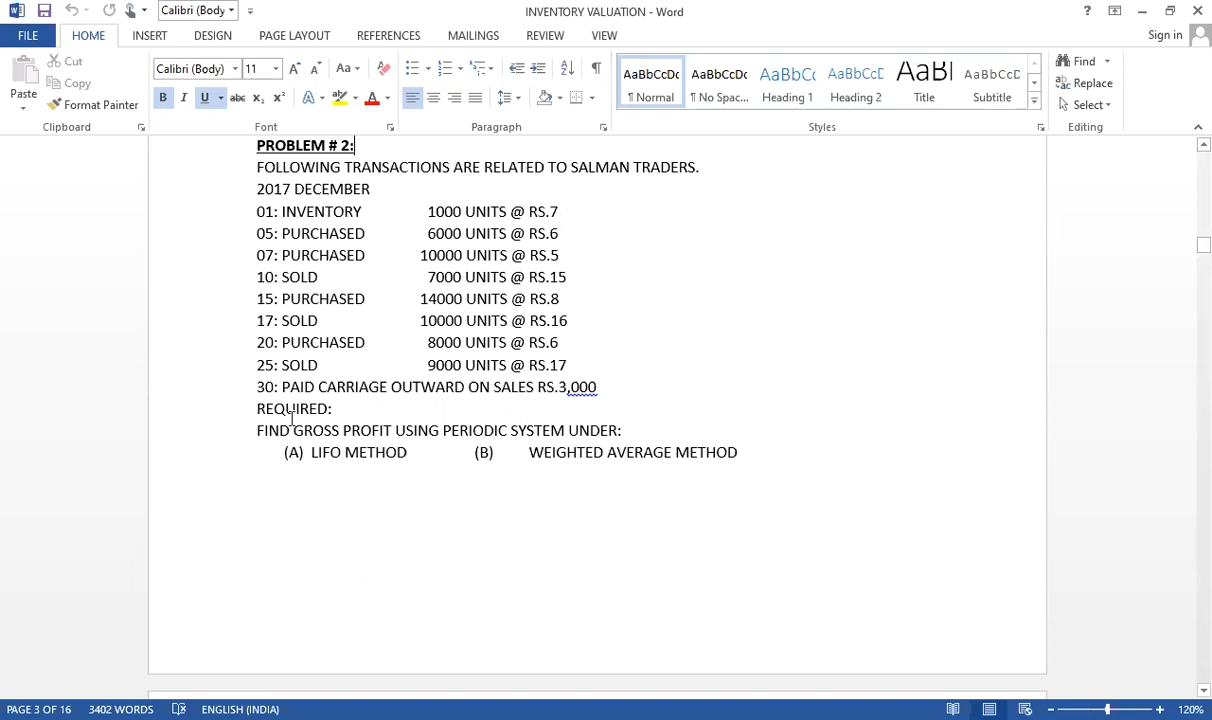 Calibri (Body
INVENTORY VALUATION - Word
?
FILE
HOME
INSERT
DESIGN
PAGE LAYOUT
REFERENCES
MAILINGS
REVIEW
VIEW
Sign in
Paste
Cut
Copy
Format Painter
Clipboard
Calibri (Body)
11
Aa
B I U abc x₂ x²
A A
Font
Paragraph
AaBbCcDc
¶ Normal
AaBbCcDc
¶ No Spac...
AaBbCc
Heading 1
AaBbCcD
Heading 2
AaBl
Title
AaBbCcD
Subtitle
Styles
Find
Replace
Select
Editing
PROBLEM # 2:
FOLLOWING TRANSACTIONS ARE RELATED TO SALMAN TRADERS.
2017 DECEMBER
01: INVENTORY 1000 UNITS @ RS.7
05: PURCHASED 6000 UNITS @ RS.6
07: PURCHASED 10000 UNITS @ RS.5
10: SOLD 7000 UNITS @ RS.15
15: PURCHASED 14000 UNITS @ RS.8
17: SOLD 10000 UNITS @ RS.16
20: PURCHASED 8000 UNITS @ RS.6
25: SOLD 9000 UNITS @ RS.17
30: PAID CARRIAGE OUTWARD ON SALES RS.3,000
REQUIRED:
FIND GROSS PROFIT USING PERIODIC SYSTEM UNDER:
(A) LIFO METHOD (B) WEIGHTED AVERAGE METHOD
PAGE 3 OF 16
3402 WORDS
ENGLISH (INDIA)
120%